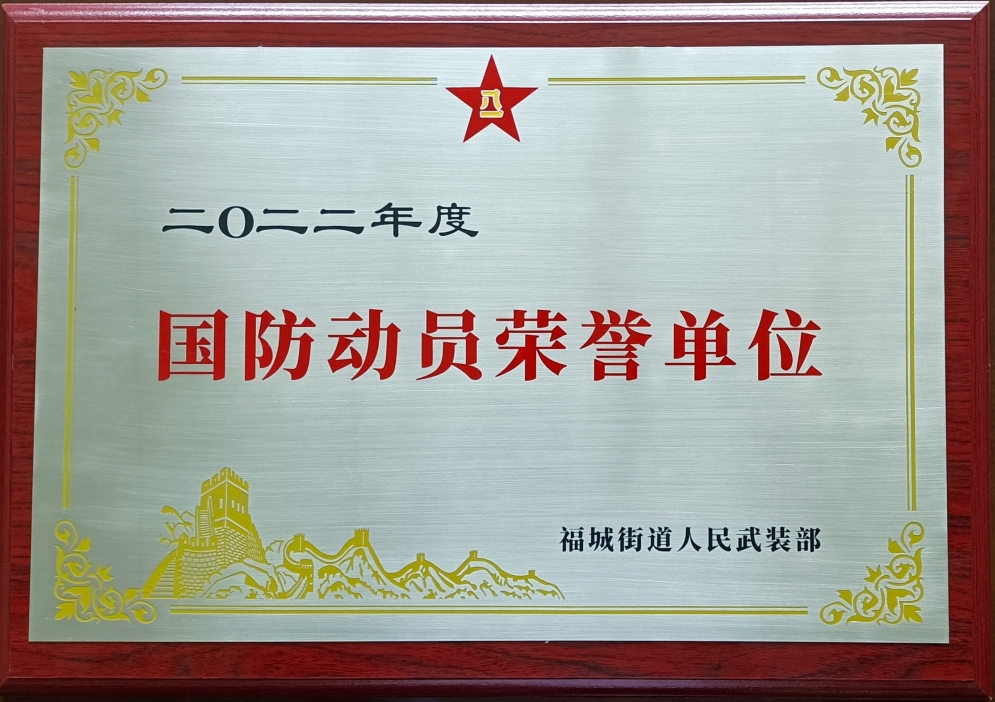 八一
二〇二二年度
国防动员荣誉单位
福城街道人民武装部